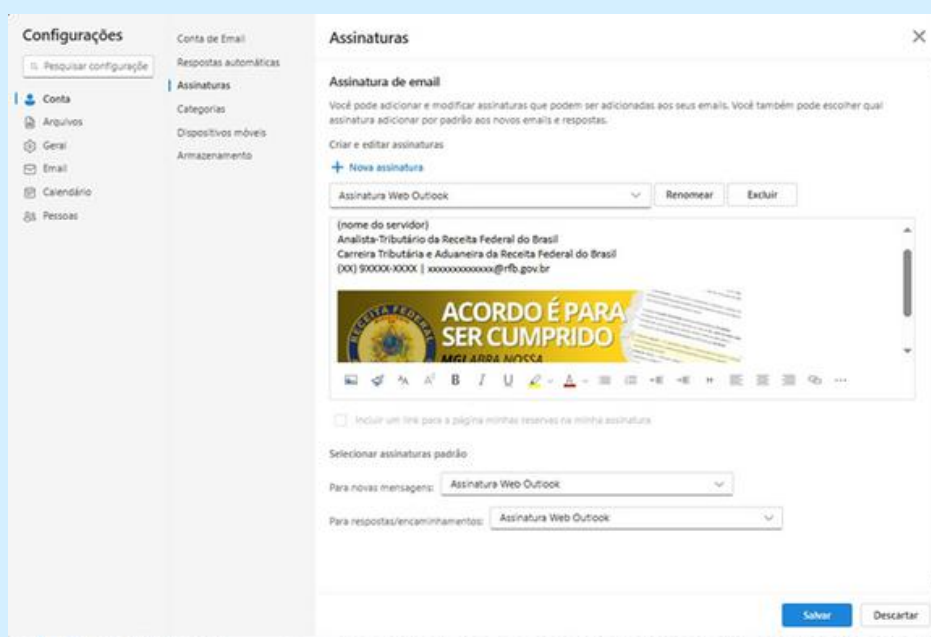 Configurações
Pesquisar configuraçõe
Conta
Arquivos
Geral
Email
Calendário
Pessoas
Conta de Email
Respostas automáticas
Assinaturas
Categorias
Dispositivos móveis
Armazenamento
Assinaturas
Assinatura de email
Você pode adicionar e modificar assinaturas que podem ser adicionadas aos seus emails. Você também pode escolher qual
assinatura adicionar por padrão aos novos emails e respostas.
Criar e editar assinaturas
Nova assinatura
Assinatura Web Outlook
Renomear
Excluir
(nome do servidor)
Analista-Tributário da Receita Federal do Brasil
Carreira Tributária e Aduaneira da Receita Federal do Brasil
(XX) 9XXXX-XXXX | xxxxxxxxxxxxx@rfb.gov.br
RECEITA FEDERAL
ACORDO É PARA
SER CUMPRIDO
MGI ABRA NOSSA
Incluir um link para a página minhas reservas na minha assinatura
Selecionar assinaturas padrão
Para novas mensagens: Assinatura Web Outlook
Para respostas/encaminhamentos: Assinatura Web Outlook
Salvar
Descartar